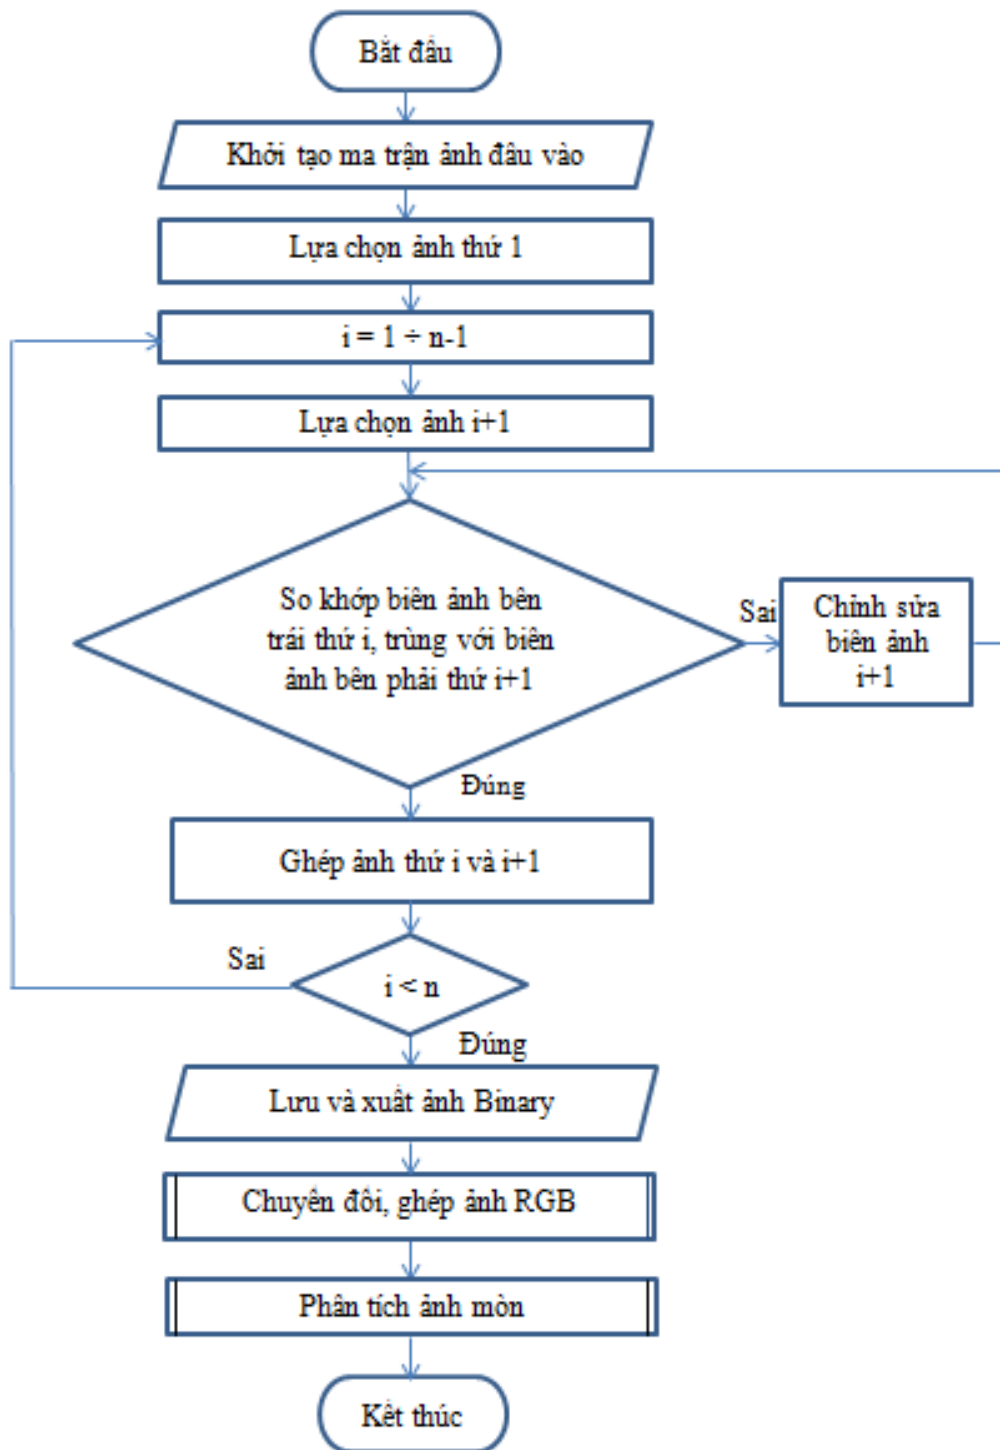 Bắt đầu
Khởi tạo ma trận ảnh đầu vào
Lựa chọn ảnh thứ 1
i = 1 ÷ n-1
Lựa chọn ảnh i+1
So khớp biên ảnh bên
trái thứ i, trùng với biên
ảnh bên phải thứ i+1
Sai
Chỉnh sửa
biên ảnh
i+1
Đúng
Ghép ảnh thứ i và i+1
Sai
i < n
Đúng
Lưu và xuất ảnh Binary
Chuyển đổi, ghép ảnh RGB
Phân tích ảnh mòn
Kết thúc